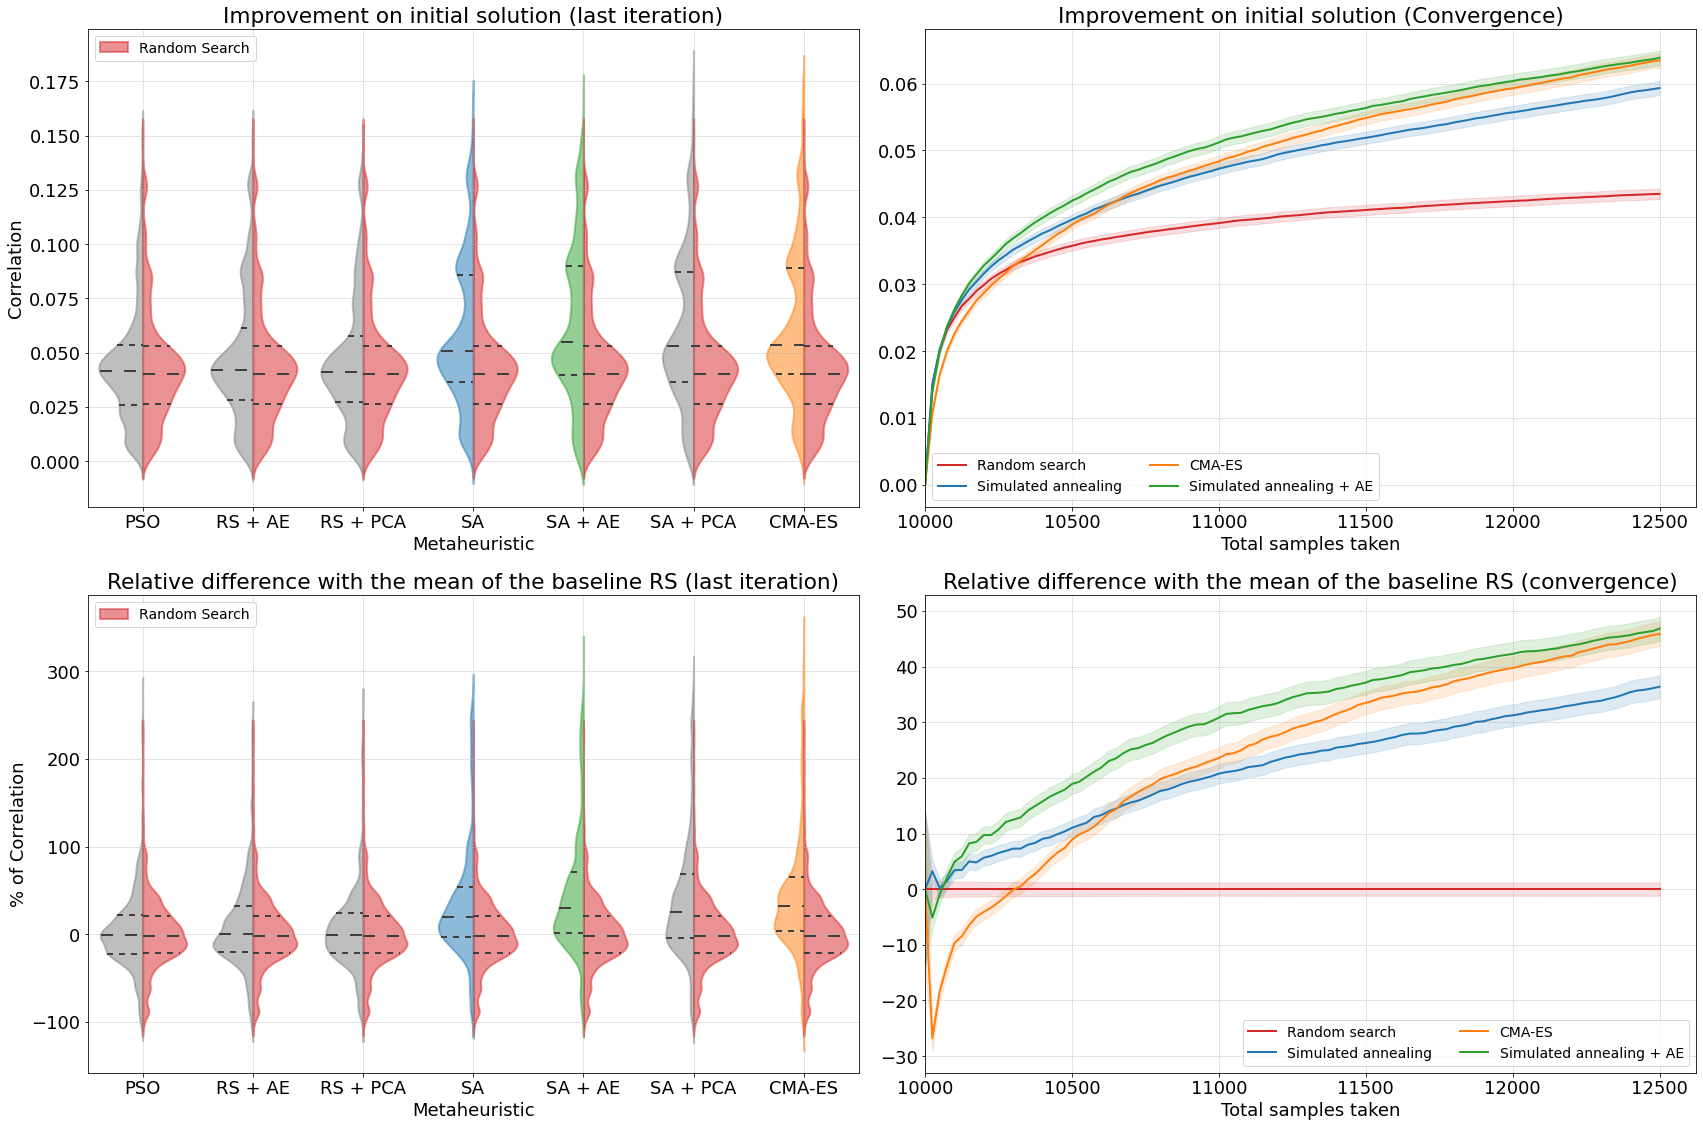 Improvement on initial solution (last iteration)
Random Search
0.175
0.150
0.125
0.100
0.075
0.050
0.025
0.000
Correlation
PSO RS + AE RS + PCA SA SA + AE SA + PCA CMA-ES
Metaheuristic
Improvement on initial solution (Convergence)
0.06
0.05
0.04
0.03
0.02
0.01
0.00
Random search CMA-ES
Simulated annealing Simulated annealing + AE
10000 10500 11000 11500 12000 12500
Total samples taken
Relative difference with the mean of the baseline RS (last iteration)
Random Search
300
200
100
0
−100
% of Correlation
PSO RS + AE RS + PCA SA SA + AE SA + PCA CMA-ES
Metaheuristic
Relative difference with the mean of the baseline RS (convergence)
50
40
30
20
10
0
−10
−20
−30
Random search CMA-ES
Simulated annealing Simulated annealing + AE
10000 10500 11000 11500 12000 12500
Total samples taken